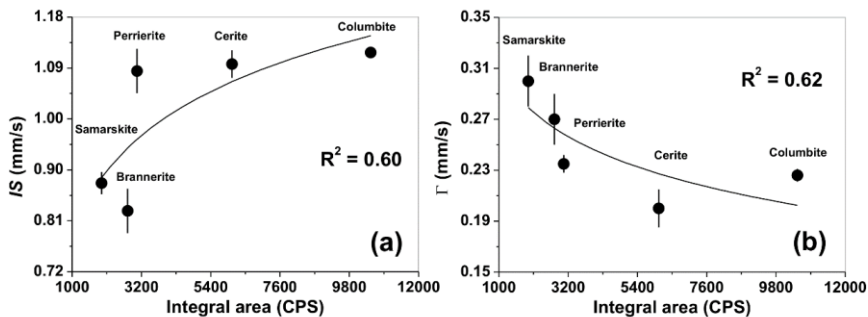 1.18
1.09
1.00
0.90
0.81
0.72
IS (mm/s)
Perrierite
Cerite
Columbite
Samarskite
Brannerite
R² = 0.60
(a)
1000 3200 5400 7600 9800 12000
Integral area (CPS)
0.35
0.31
0.27
0.23
0.19
0.15
Γ (mm/s)
Samarskite
Brannerite
Perrierite
Cerite
Columbite
R² = 0.62
(b)
1000 3200 5400 7600 9800 12000
Integral area (CPS)